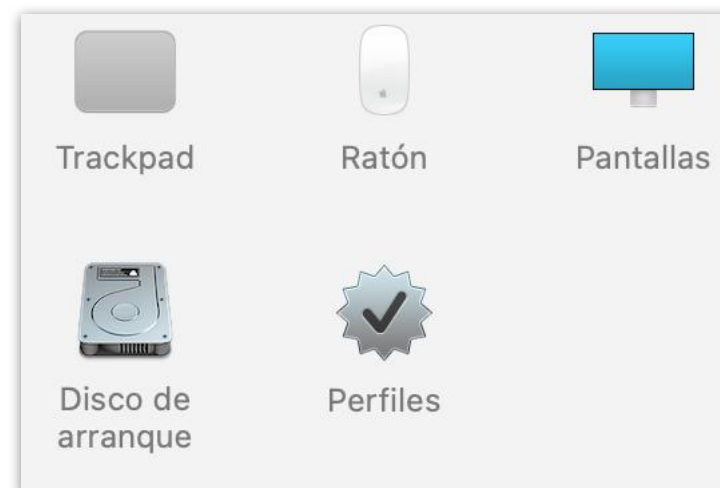 Trackpad
Ratón
Pantallas
Disco de
arranque
Perfiles